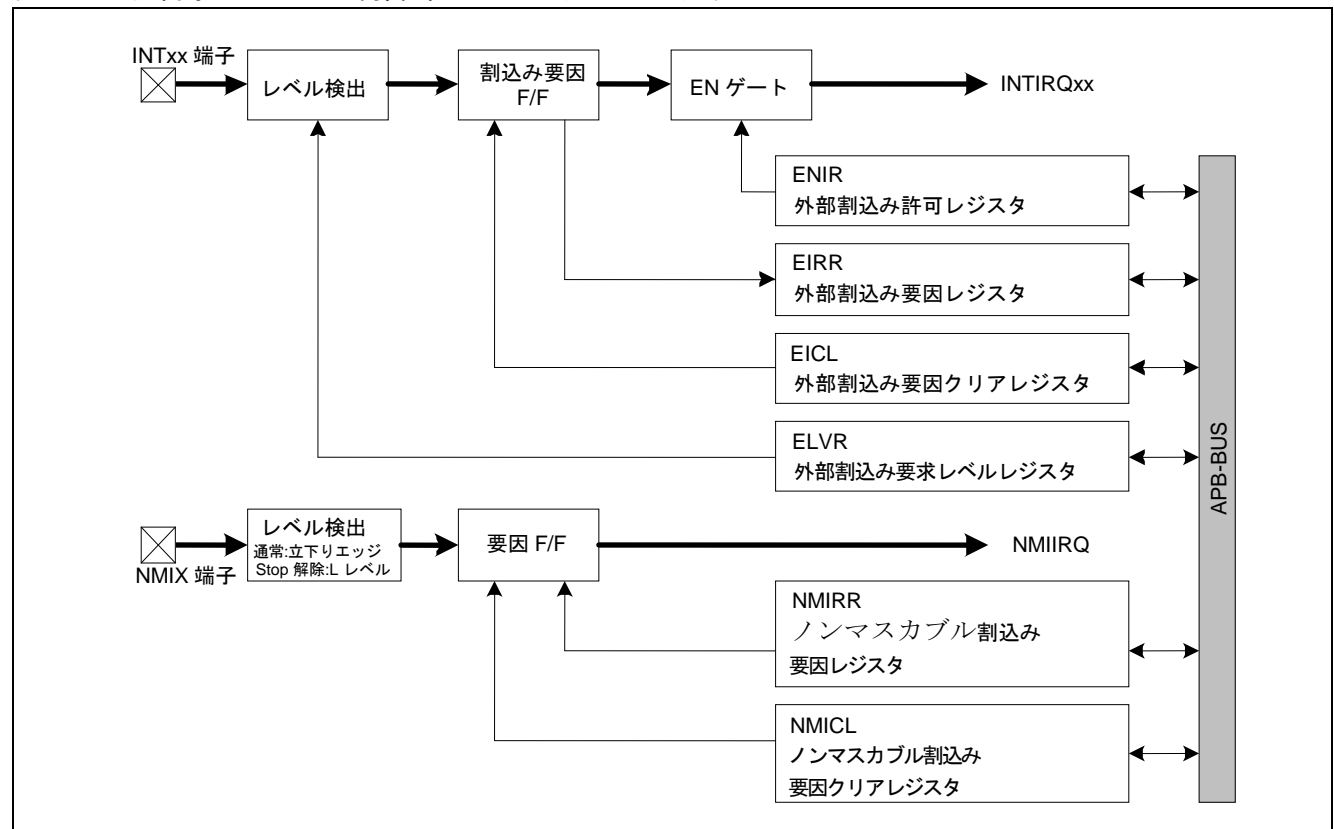 INTxx 端子
レベル検出
割込み要因
F/F
EN ゲート
INTIRQxx
ENIR
外部割込み許可レジスタ
EIRR
外部割込み要因レジスタ
EICL
外部割込み要因クリアレジスタ
ELVR
外部割込み要求レベルレジスタ
APB-BUS
NMIX 端子
レベル検出
通常:立下りエッジ
Stop 解除:L レベル
要因 F/F
NMIIRQ
NMIRR
ノンマスカブル割込み
要因レジスタ
NMICL
ノンマスカブル割込み
要因クリアレジスタ